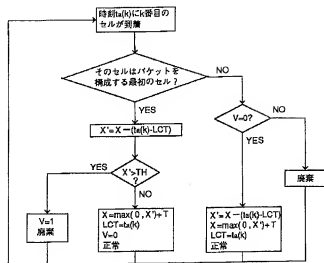 時刻ta(k)にk番目の
セルが到着
そのセルはパケットを
構成する最初のセル?
NO
YES
X'=X-(ta(k)-LCT)
V=0?
NO
YES
X'>TH
?
YES
NO
廃棄
V=1
廃棄
X=max(0,X')+T
LCT=ta(k)
V=0
正常
X'=X-(ta(k)-LCT)
X=max(0,X')+T
LCT=ta(k)
正常